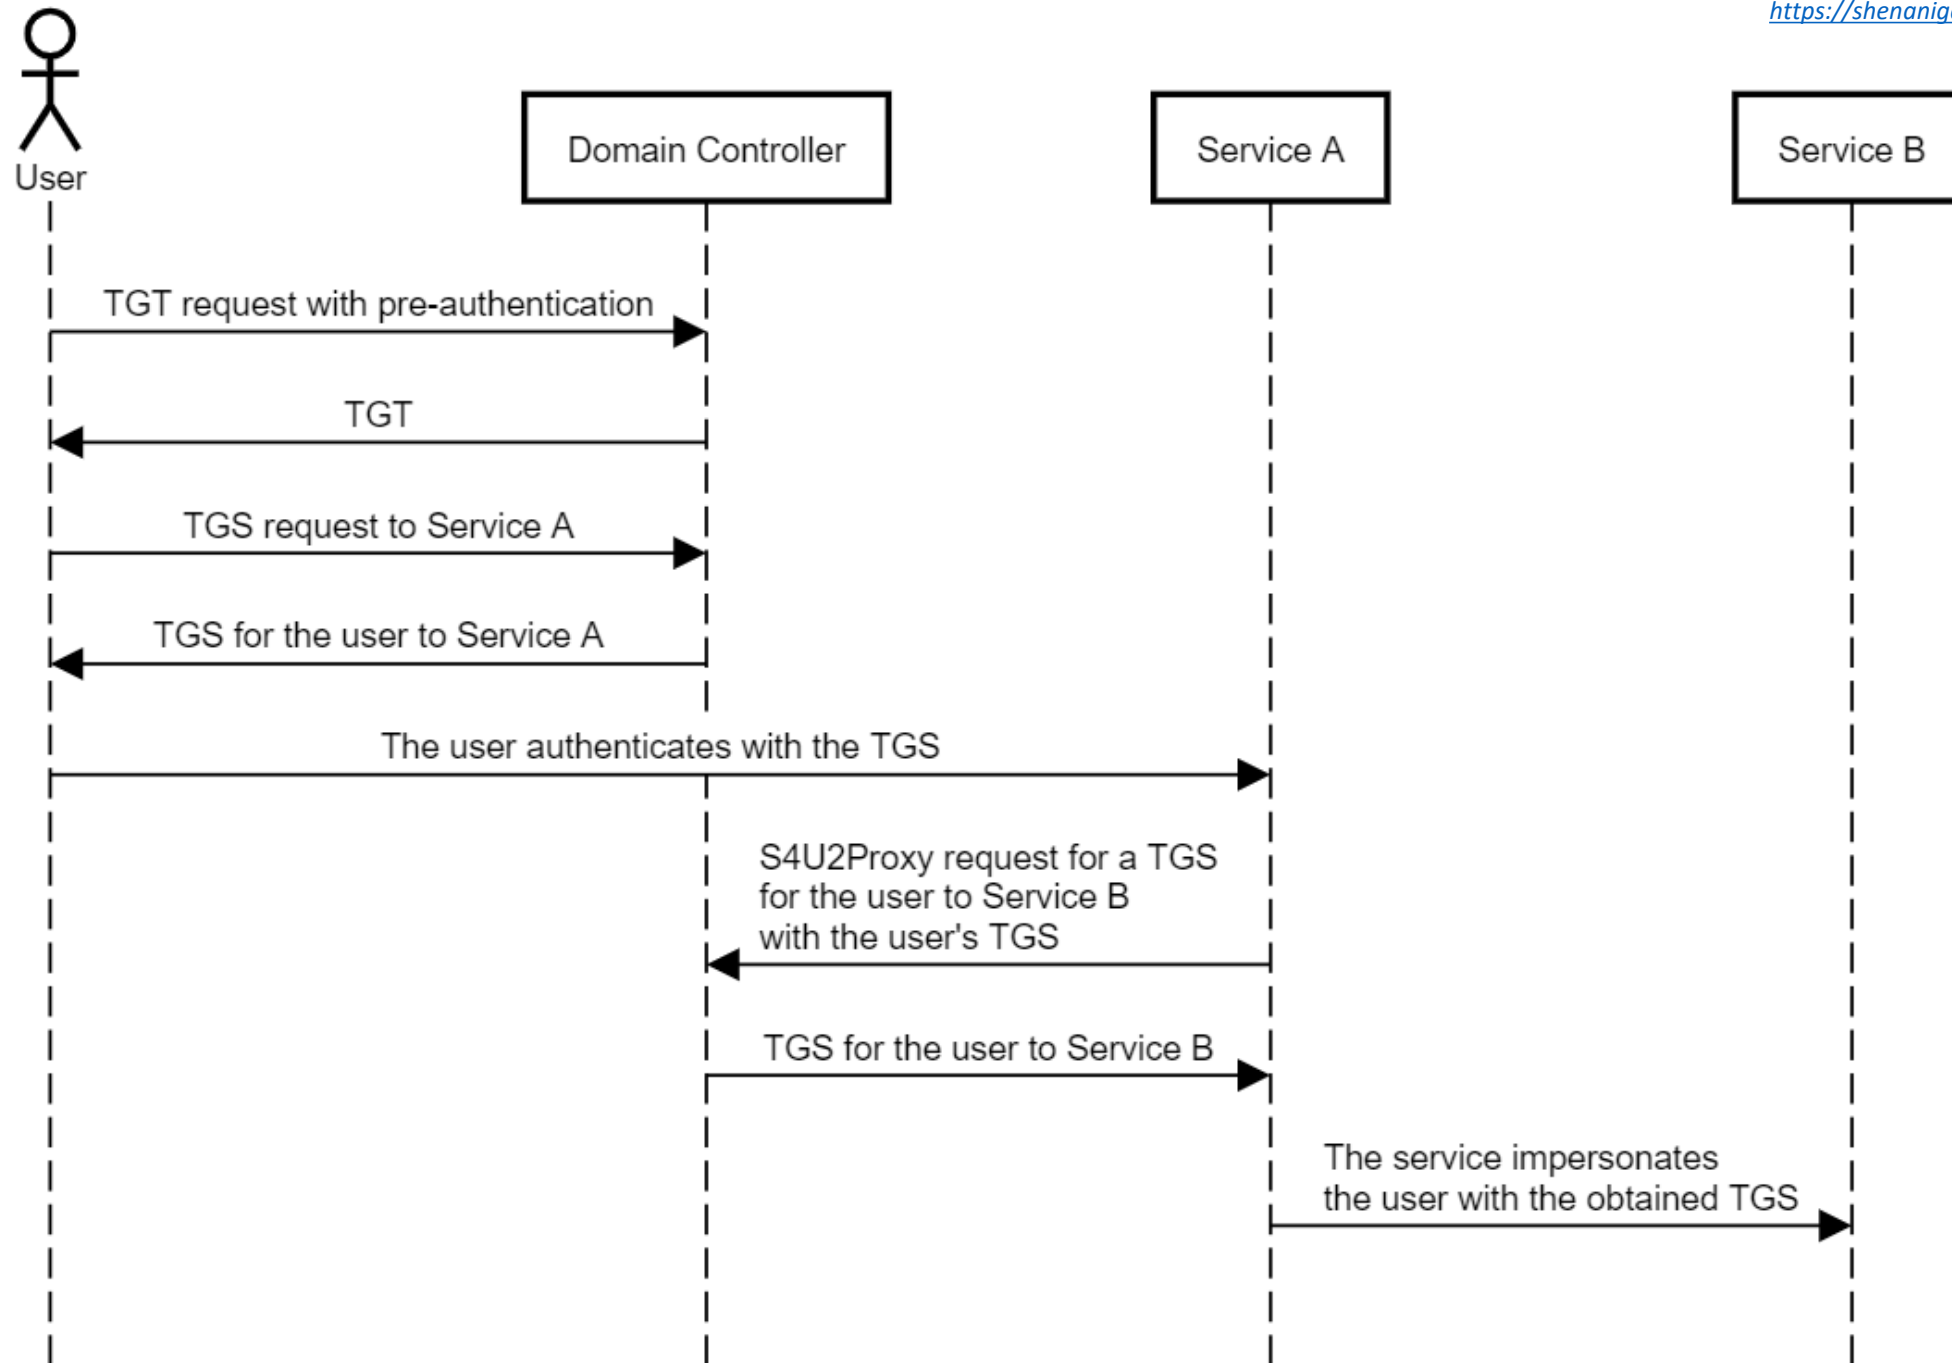 https://shenanig
User
Domain Controller
Service A
Service B
TGT request with pre-authentication
TGT
TGS request to Service A
TGS for the user to Service A
The user authenticates with the TGS
S4U2Proxy request for a TGS
for the user to Service B
with the user's TGS
TGS for the user to Service B
The service impersonates
the user with the obtained TGS